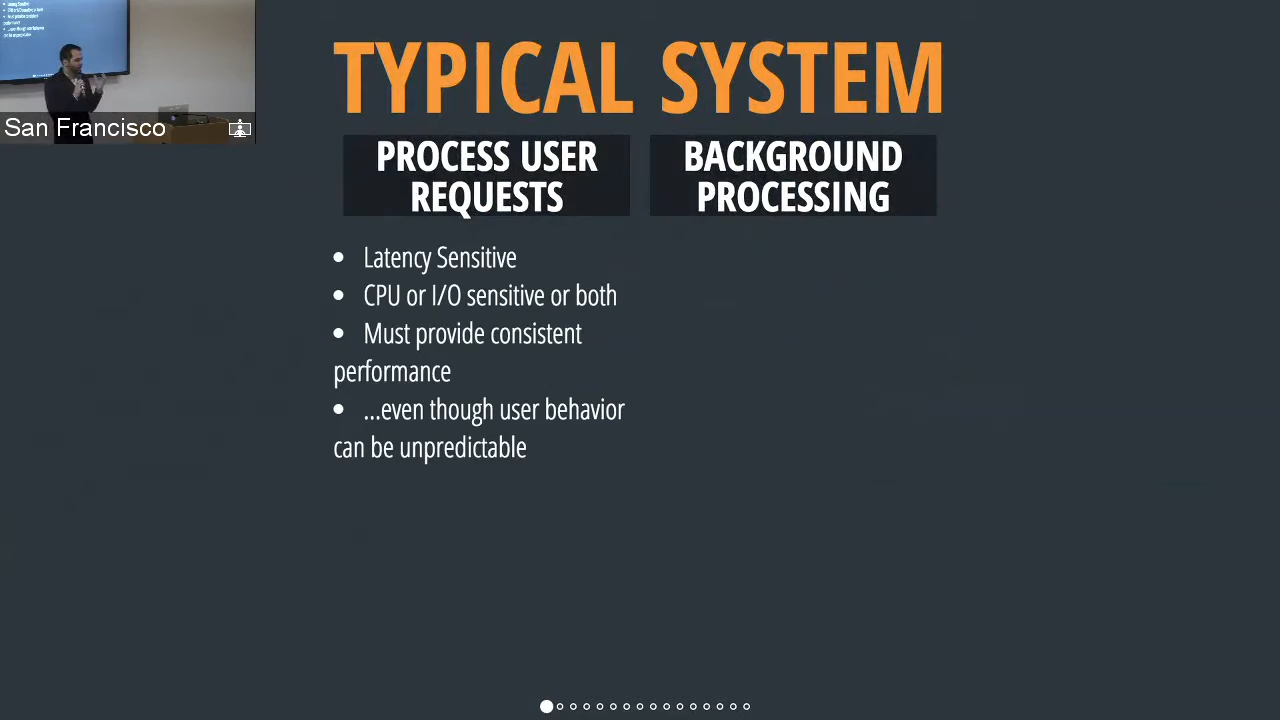 TYPICAL SYSTEM
PROCESS USER
REQUESTS
BACKGROUND
PROCESSING
• Latency Sensitive
• CPU or I/O sensitive or both
• Must provide consistent
performance
• ...even though user behavior
can be unpredictable
San Francisco